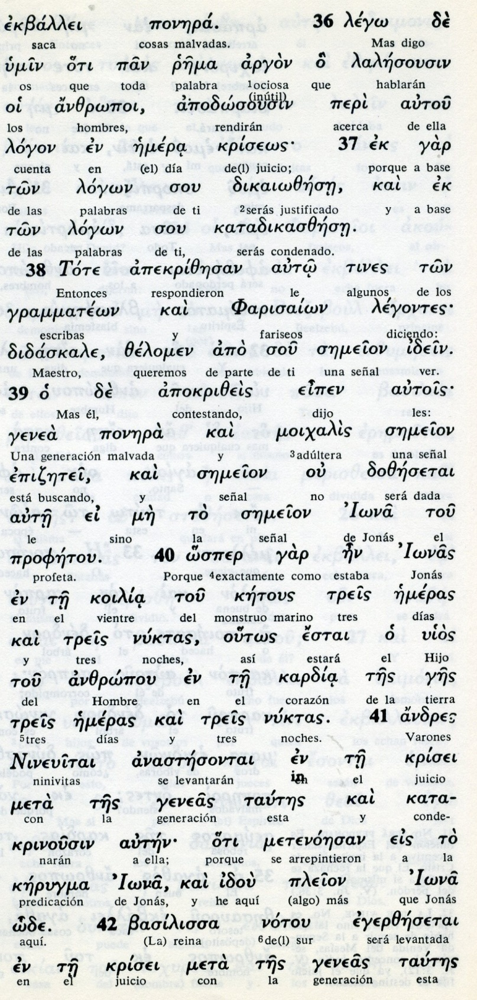 ἐκβάλλει πονηρά. 36 λέγω δὲ
saca cosas malvadas. Mas digo
ὑμῖν ὅτι πᾶν ῥῆμα ἀργὸν ὃ λαλήσουσιν
os que toda palabra ¹ociosa que hablarán
(inútil)
οἱ ἄνθρωποι, ἀποδώσουσιν περὶ αὐτοῦ
los hombres, rendirán acerca de ella
λόγον ἐν ἡμέρᾳ κρίσεως· 37 ἐκ γὰρ
cuenta en (el) día de(l) juicio; porque a base
τῶν λόγων σου δικαιωθήσῃ, καὶ ἐκ
de las palabras de ti ²serás justificado y a base
τῶν λόγων σου καταδικασθήσῃ.
de las palabras de ti, serás condenado.
38 Τότε ἀπεκρίθησαν αὐτῷ τινες τῶν
Entonces respondieron le algunos de los
γραμματέων καὶ Φαρισαίων λέγοντες·
escribas y fariseos diciendo:
διδάσκαλε, θέλομεν ἀπὸ σοῦ σημεῖον ἰδεῖν.
Maestro, queremos de parte de ti una señal ver.
39 ὁ δὲ ἀποκριθεὶς εἶπεν αὐτοῖς·
Mas él, contestando, dijo les:
γενεὰ πονηρὰ καὶ μοιχαλὶς σημεῖον
Una generación malvada y ³adúltera una señal
ἐπιζητεῖ, καὶ σημεῖον οὐ δοθήσεται
está buscando, y señal no será dada
αὐτῇ εἰ μὴ τὸ σημεῖον Ἰωνᾶ τοῦ
le sino la señal de Jonás el
προφήτου. 40 ὥσπερ γὰρ ἦν Ἰωνᾶς
profeta. Porque ⁴exactamente como estaba Jonás
ἐν τῇ κοιλίᾳ τοῦ κήτους τρεῖς ἡμέρας
en el vientre del monstruo marino tres días
καὶ τρεῖς νύκτας, οὕτως ἔσται ὁ υἱὸς
y tres noches, así estará el Hijo
τοῦ ἀνθρώπου ἐν τῇ καρδίᾳ τῆς γῆς
del Hombre en el corazón de la tierra
τρεῖς ἡμέρας καὶ τρεῖς νύκτας. 41 ἄνδρες
⁵tres días y tres noches. Varones
Νινευῖται ἀναστήσονται ἐν τῇ κρίσει
ninivitas se levantarán el juicio
μετὰ τῆς γενεᾶς ταύτης καὶ κατα-
con la generación esta y conde-
κρινοῦσιν αὐτήν· ὅτι μετενόησαν εἰς τὸ
narán a ella; porque se arrepintieron a la
κήρυγμα Ἰωνᾶ, καὶ ἰδοὺ πλεῖον Ἰωνᾶ
predicación de Jonás, y he aquí (algo) más que Jonás
ὧδε. 42 βασίλισσα νότου ἐγερθήσεται
aquí. (La) reina ⁶de(l) sur será levantada
ἐν τῇ κρίσει μετὰ τῆς γενεᾶς ταύτης
en el juicio con la generación esta